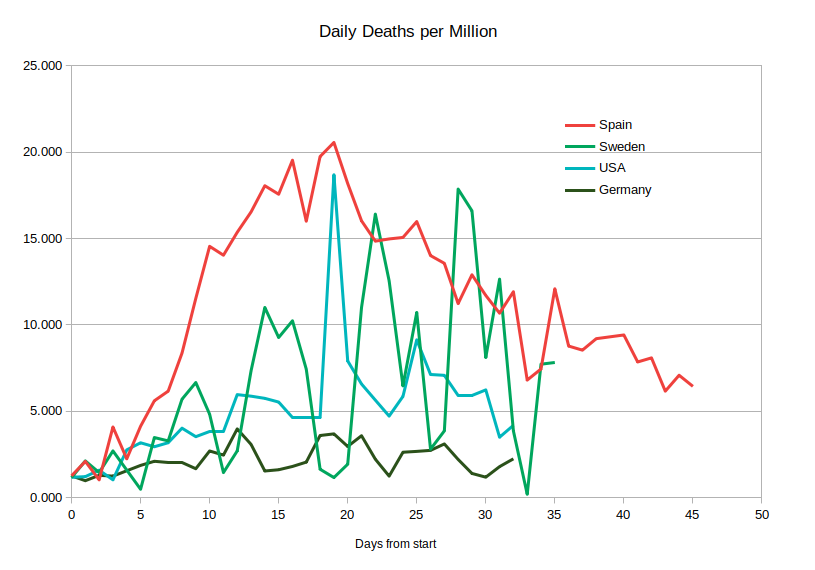 Daily Deaths per Million
25.000
20.000
15.000
10.000
5.000
0.000
Spain
Sweden
USA
Germany
0 5 10 15 20 25 30 35 40 45 50
Days from start